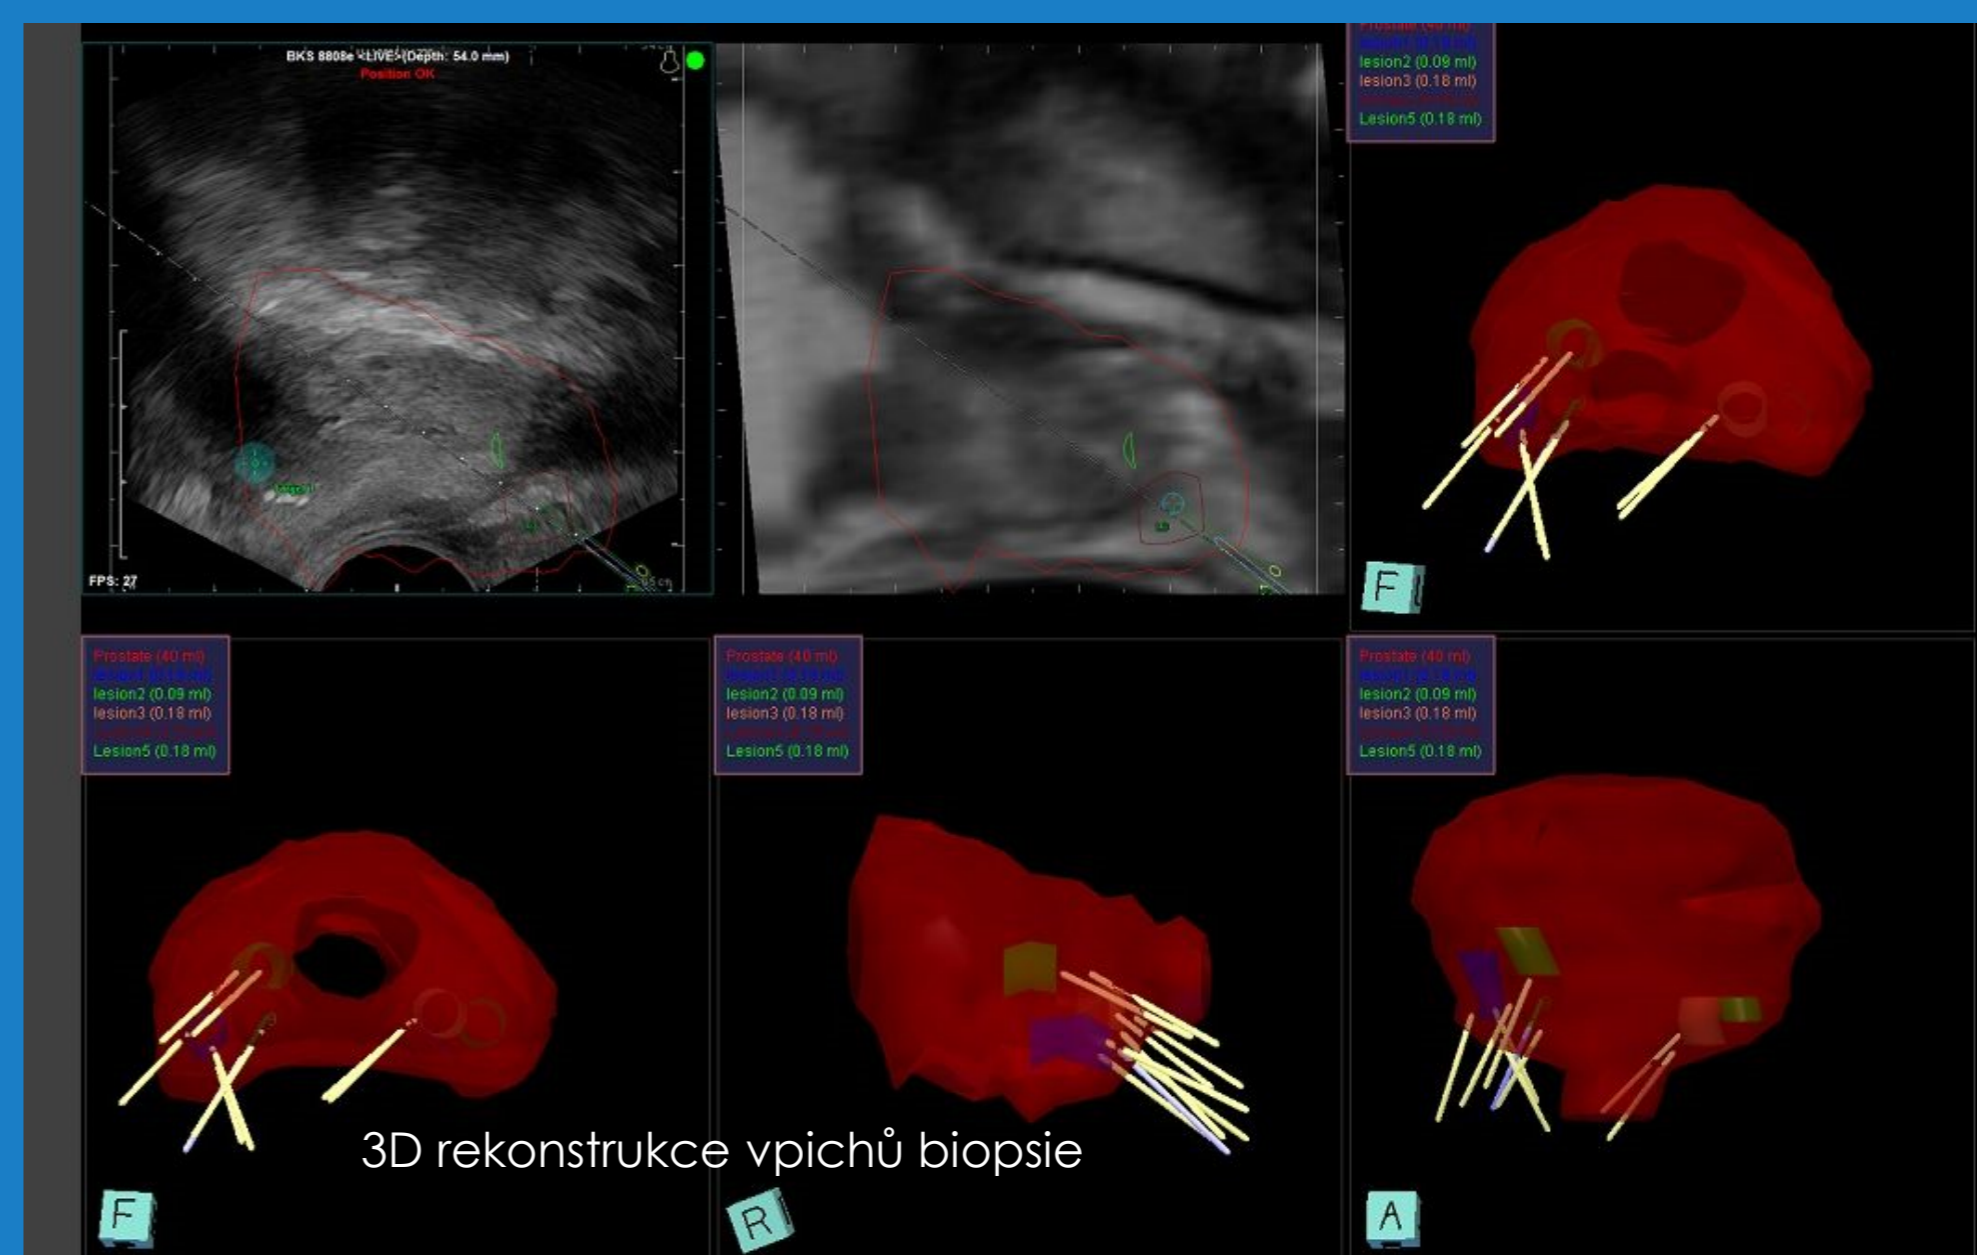 BKS 8808e <LIVE>(Depth: 54.0 mm)
Position OK
FPS: 27
lesion2 (0.09 ml)
lesion3 (0.18 ml)
Lesion5 (0.18 ml)
F
Prostate (40 ml)
lesion2 (0.09 ml)
lesion3 (0.18 ml)
Lesion5 (0.18 ml)
F
Prostate (40 ml)
lesion2 (0.09 ml)
lesion3 (0.18 ml)
Lesion5 (0.18 ml)
R
Prostate (40 ml)
lesion2 (0.09 ml)
lesion3 (0.18 ml)
Lesion5 (0.18 ml)
A
3D rekonstrukce vpichů biopsie